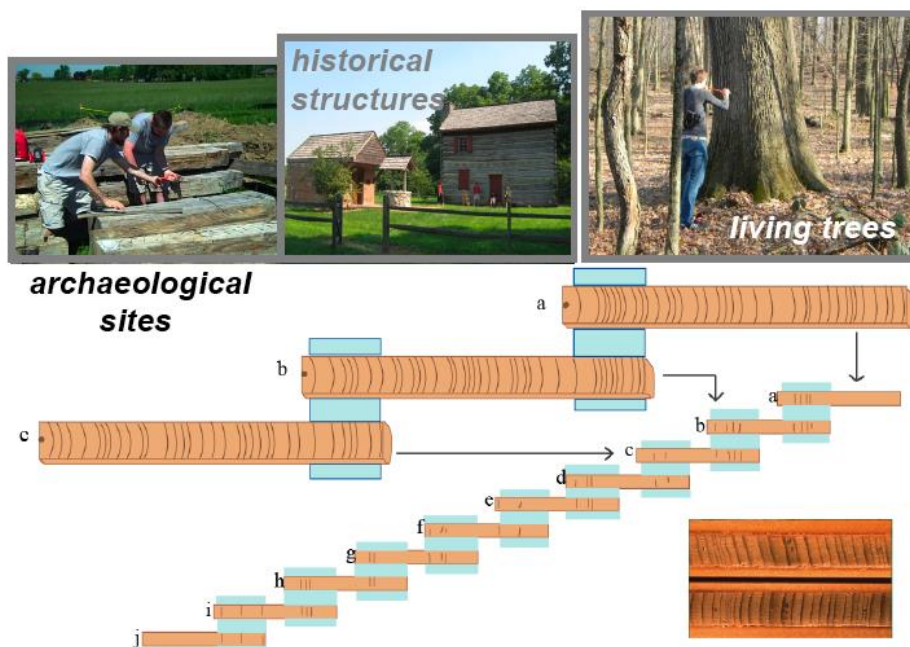 historical
structures
living trees
archaeological
sites
a
b
c
a
b
c
d
e
f
g
h
i
j